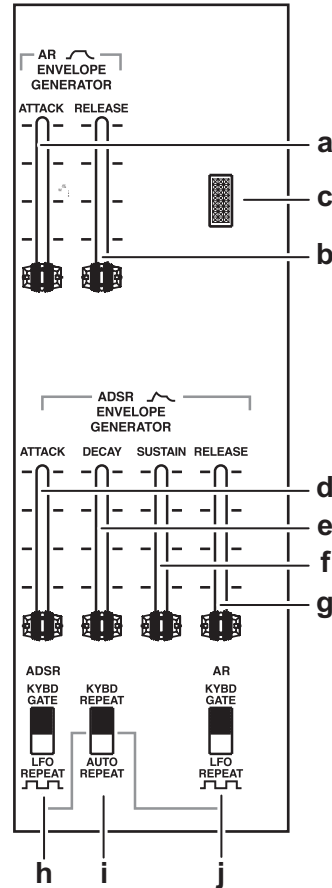 AR
ENVELOPE
GENERATOR
ATTACK RELEASE
a
c
b
ADSR
ENVELOPE
GENERATOR
ATTACK DECAY SUSTAIN RELEASE
d
e
f
g
ADSR AR
KYBD GATE KYBD REPEAT KYBD GATE
LFO REPEAT AUTO REPEAT LFO REPEAT
h i j